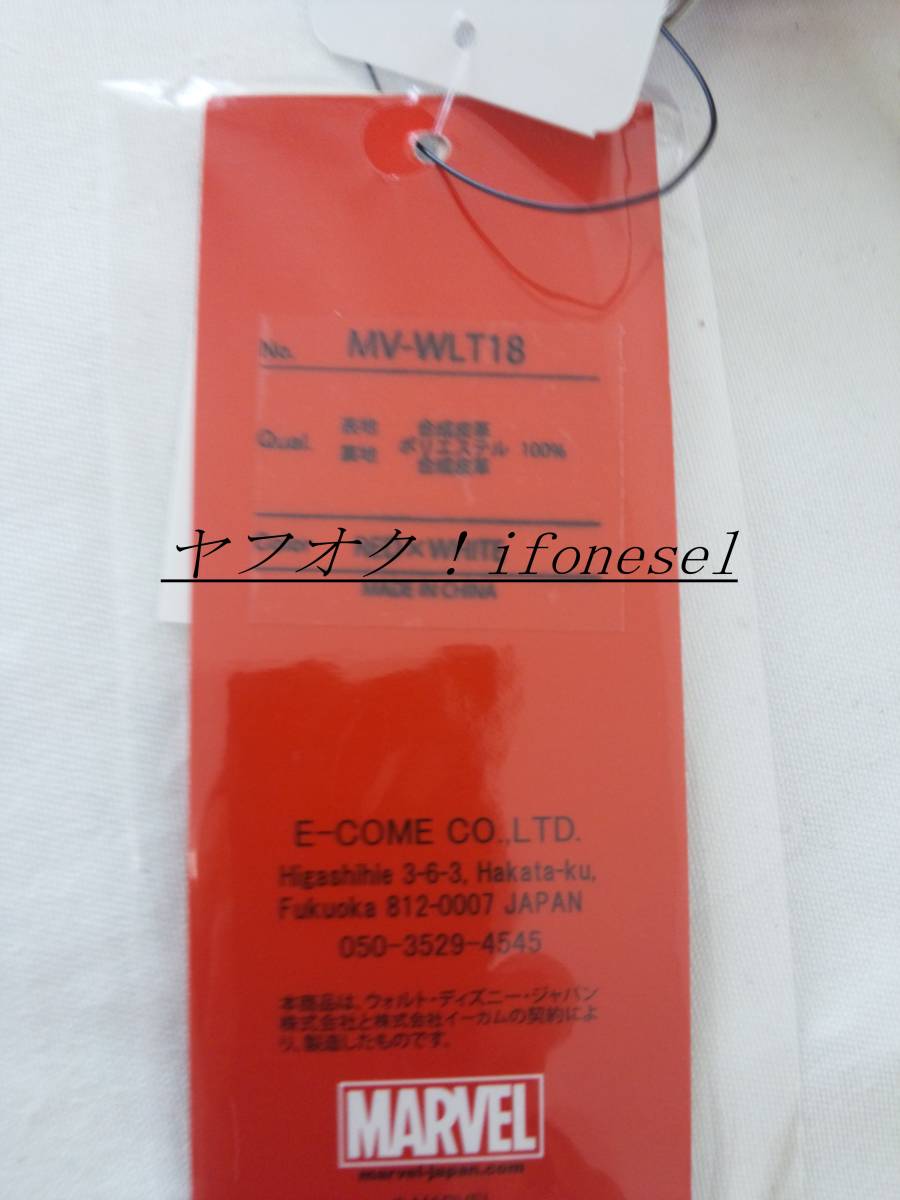 No. MV-WLT18
Qual. 表地 合成皮革
裏地 ポリエステル 100%
合成皮革
RED×WHITE
ヤフオク！ifonesel
MADE IN CHINA
E-COME CO.,LTD.
Higashihie 3-6-3, Hakata-ku,
Fukuoka 812-0007 JAPAN
050-3529-4545
本商品は、ウォルト・ディズニー・ジャパン
株式会社と株式会社イーカムの契約によ
り、製造したものです。
MARVEL
marvel-japan.com
© MARVEL